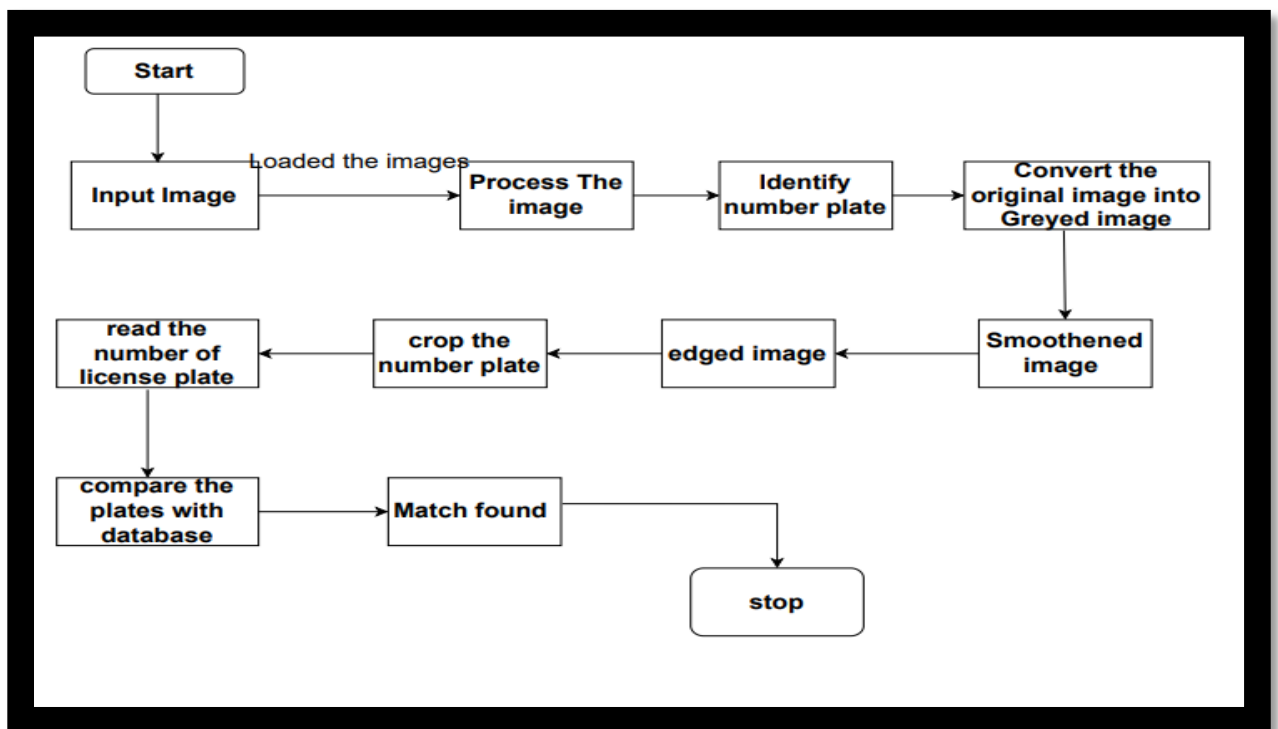 Start
Loaded the images
Input Image
Process The
image
Identify
number plate
Convert the
original image into
Greyed image
Smoothened
image
edged image
crop the
number plate
read the
number of
license plate
compare the
plates with
database
Match found
stop